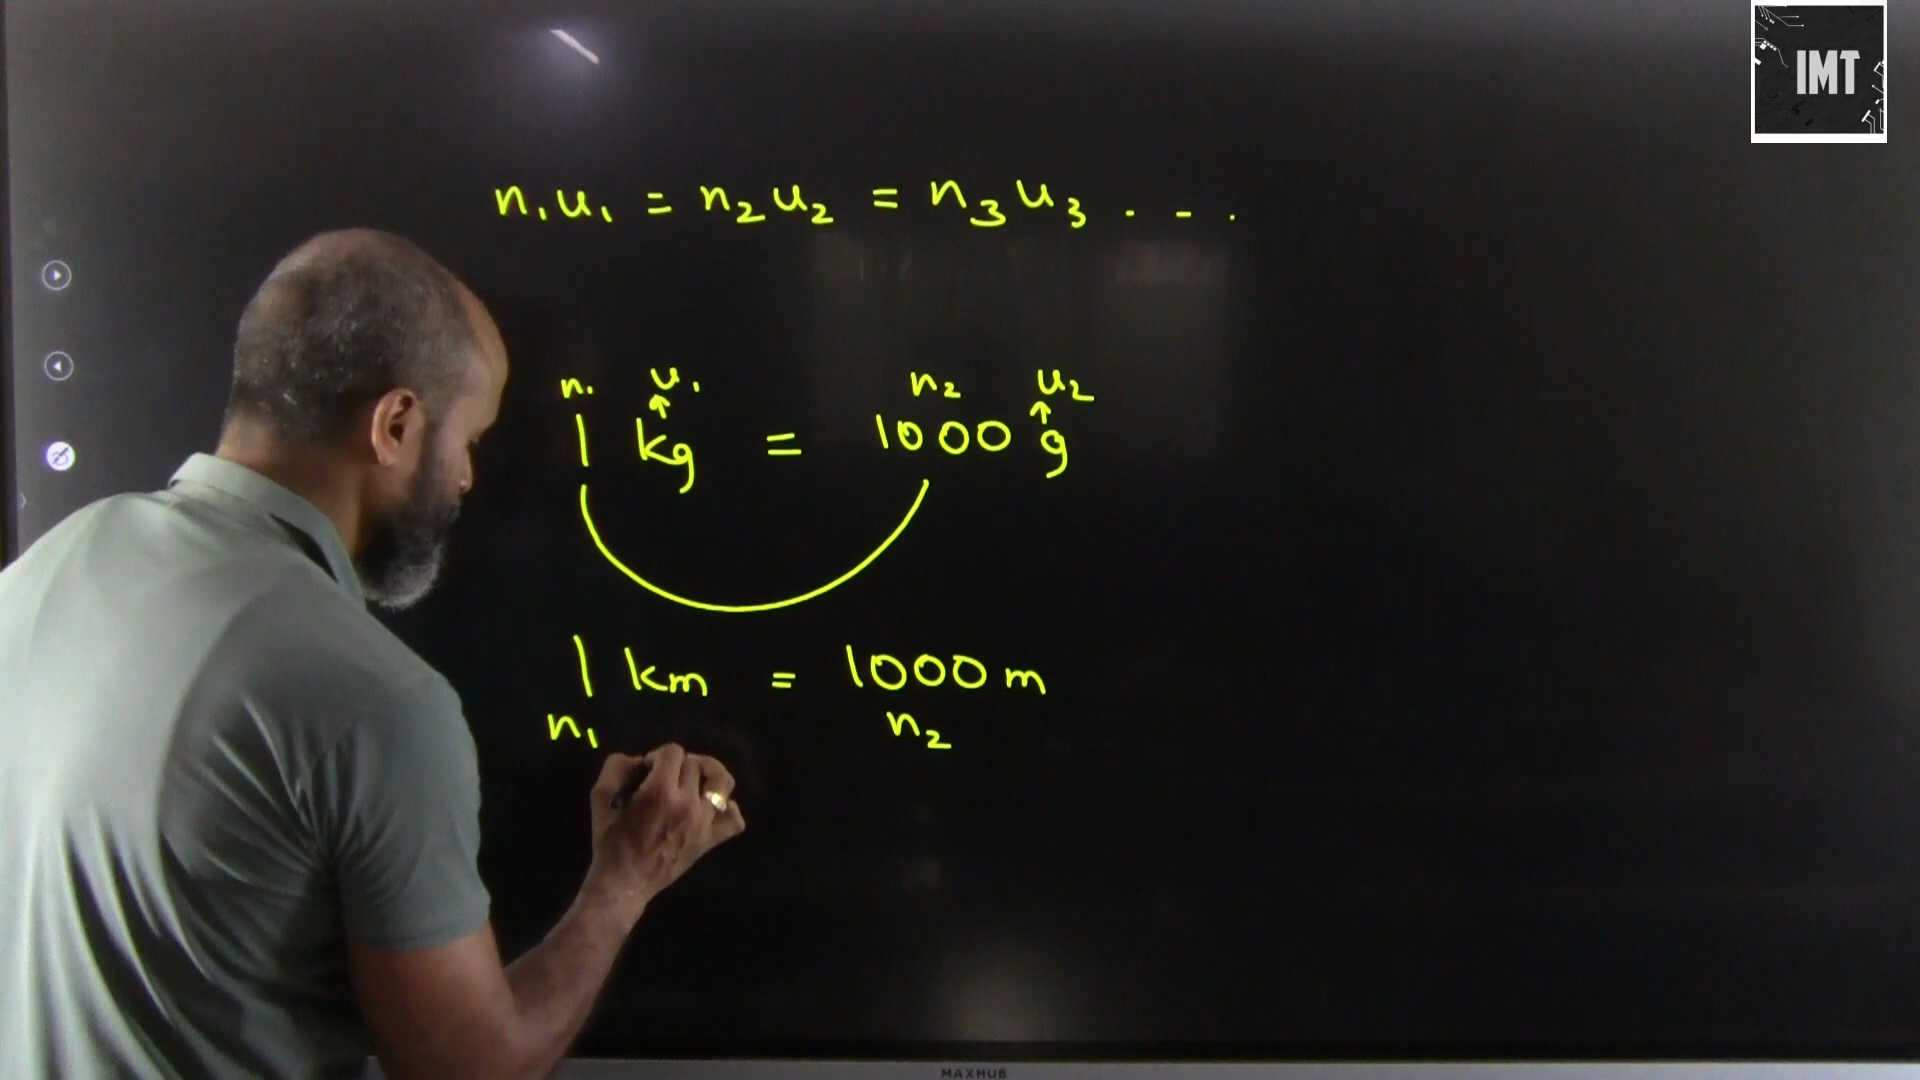 IMT
n₁u₁ = n₂u₂ = n₃u₃ . - .
n₁ u₁ n₂ u₂
↑ ↑
1 kg = 1000 g
1 km = 1000 m
n₁ n₂
MAXHUB